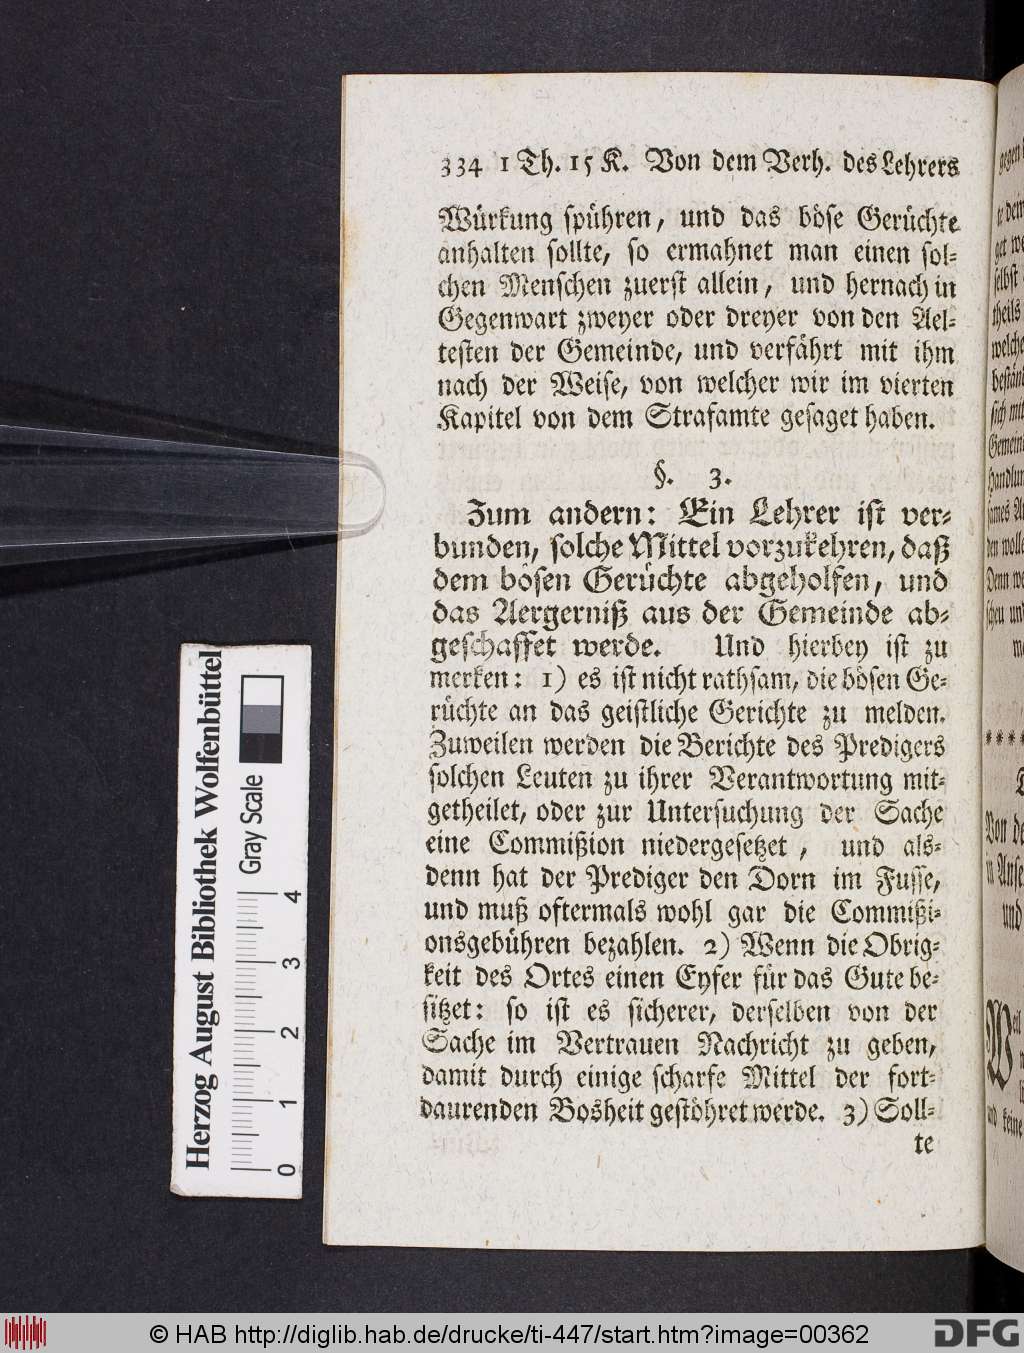 334 1 Th. 15 K. Von dem Verh. des Lehrers
Würkung spühren, und das böse Gerüchte
anhalten sollte, so ermahnet man einen sol-
chen Menschen zuerst allein, und hernach in
Gegenwart zweyer oder dreyer von den Ael-
testen der Gemeinde, und verfährt mit ihm
nach der Weise, von welcher wir im vierten
Kapitel von dem Strafamte gesaget haben.
§. 3.
Zum andern: Ein Lehrer ist ver-
bunden, solche Mittel vorzukehren, daß
dem bösen Gerüchte abgeholfen, und
das Aergerniß aus der Gemeinde ab-
geschaffet werde. Und hierbey ist zu
merken: 1) es ist nicht rathsam, die bösen Ge-
rüchte an das geistliche Gerichte zu melden.
Zuweilen werden die Berichte des Predigers
solchen Leuten zu ihrer Verantwortung mit-
getheilet, oder zur Untersuchung der Sache
eine Commißion niedergesetzet, und als-
denn hat der Prediger den Dorn im Fusse,
und muß oftermals wohl gar die Commißi-
onsgebühren bezahlen. 2) Wenn die Obrig-
keit des Ortes einen Eyfer für das Gute be-
sitzet: so ist es sicherer, derselben von der
Sache im Vertrauen Nachricht zu geben,
damit durch einige scharfe Mittel der fort-
daurenden Bosheit gestöhret werde. 3) Soll-
te
Herzog August Bibliothek Wolfenbüttel
Gray Scale
0 1 2 3 4
© HAB http://diglib.hab.de/drucke/ti-447/start.htm?image=00362
DFG